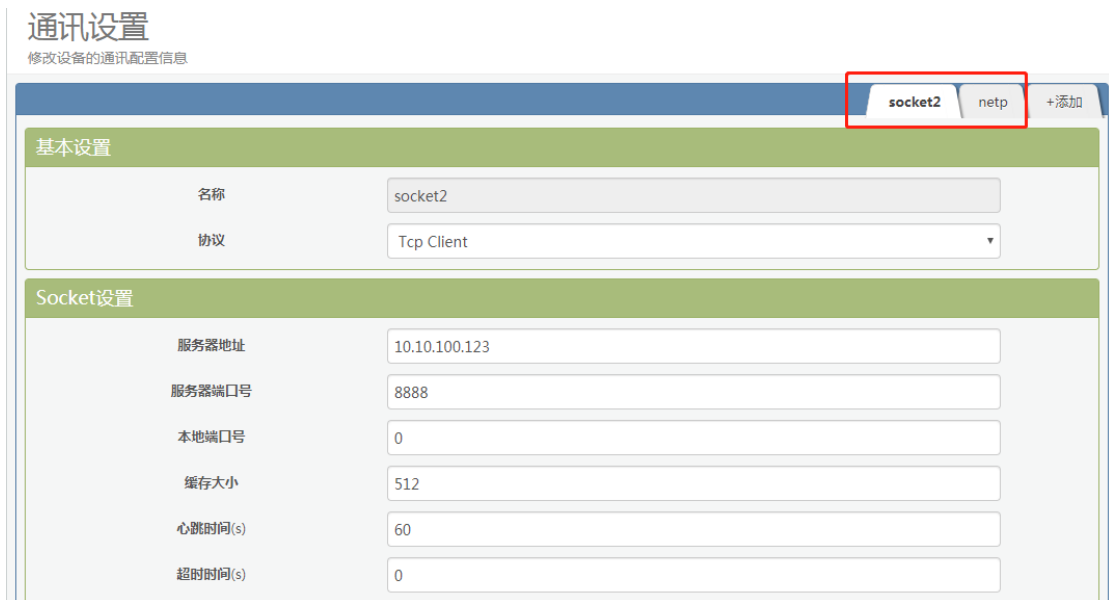 通讯设置
修改设备的通讯配置信息
socket2 netp +添加
基本设置
名称 socket2
协议 Tcp Client
Socket设置
服务器地址 10.10.100.123
服务器端口号 8888
本地端口号 0
缓存大小 512
心跳时间(s) 60
超时时间(s) 0